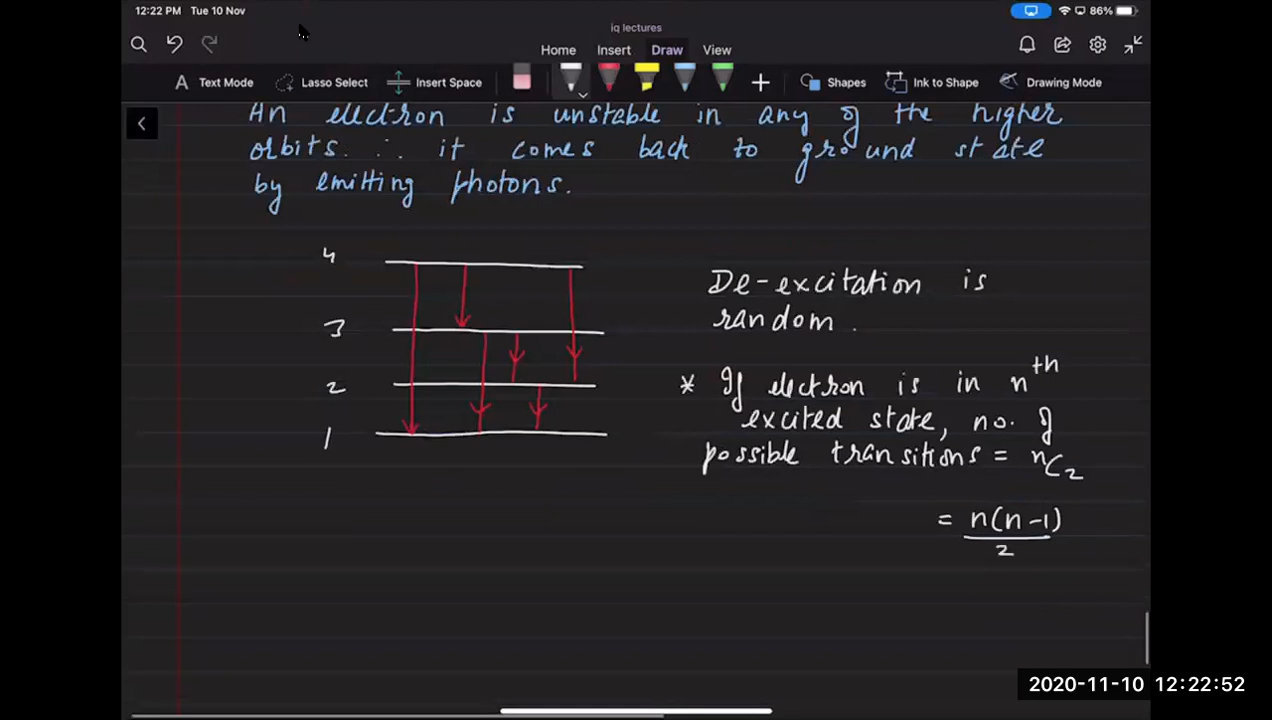 12:22 PM Tue 10 Nov
86%
iq lectures
Home Insert Draw View
Text Mode Lasso Select Insert Space Shapes Ink to Shape Drawing Mode
An electron is unstable in any of the higher
orbits. ∴ it comes back to ground state
by emitting photons.
4
3
2
1
De-excitation is
random.
* If electron is in nth
excited state, no. of
possible transitions = nC2
= n(n-1)
2
2020-11-10 12:22:52